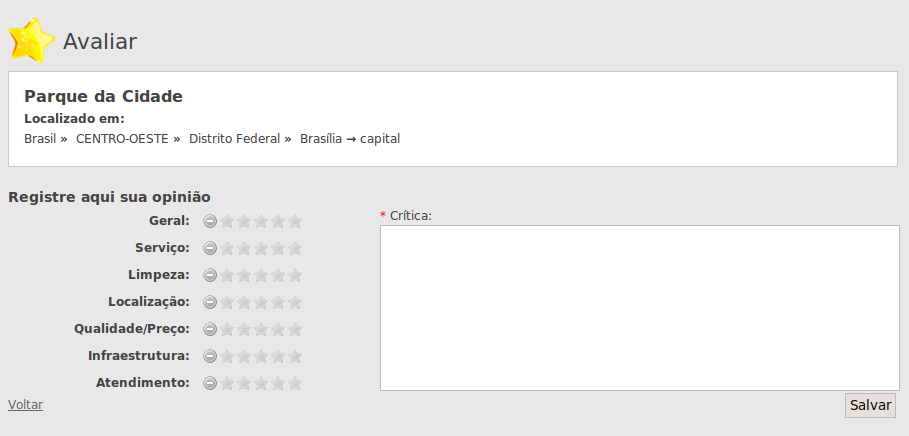 Avaliar
Parque da Cidade
Localizado em:
Brasil » CENTRO-OESTE » Distrito Federal » Brasília → capital
Registre aqui sua opinião
Geral:
Serviço:
Limpeza:
Localização:
Qualidade/Preço:
Infraestrutura:
Atendimento:
* Crítica:
Voltar
Salvar